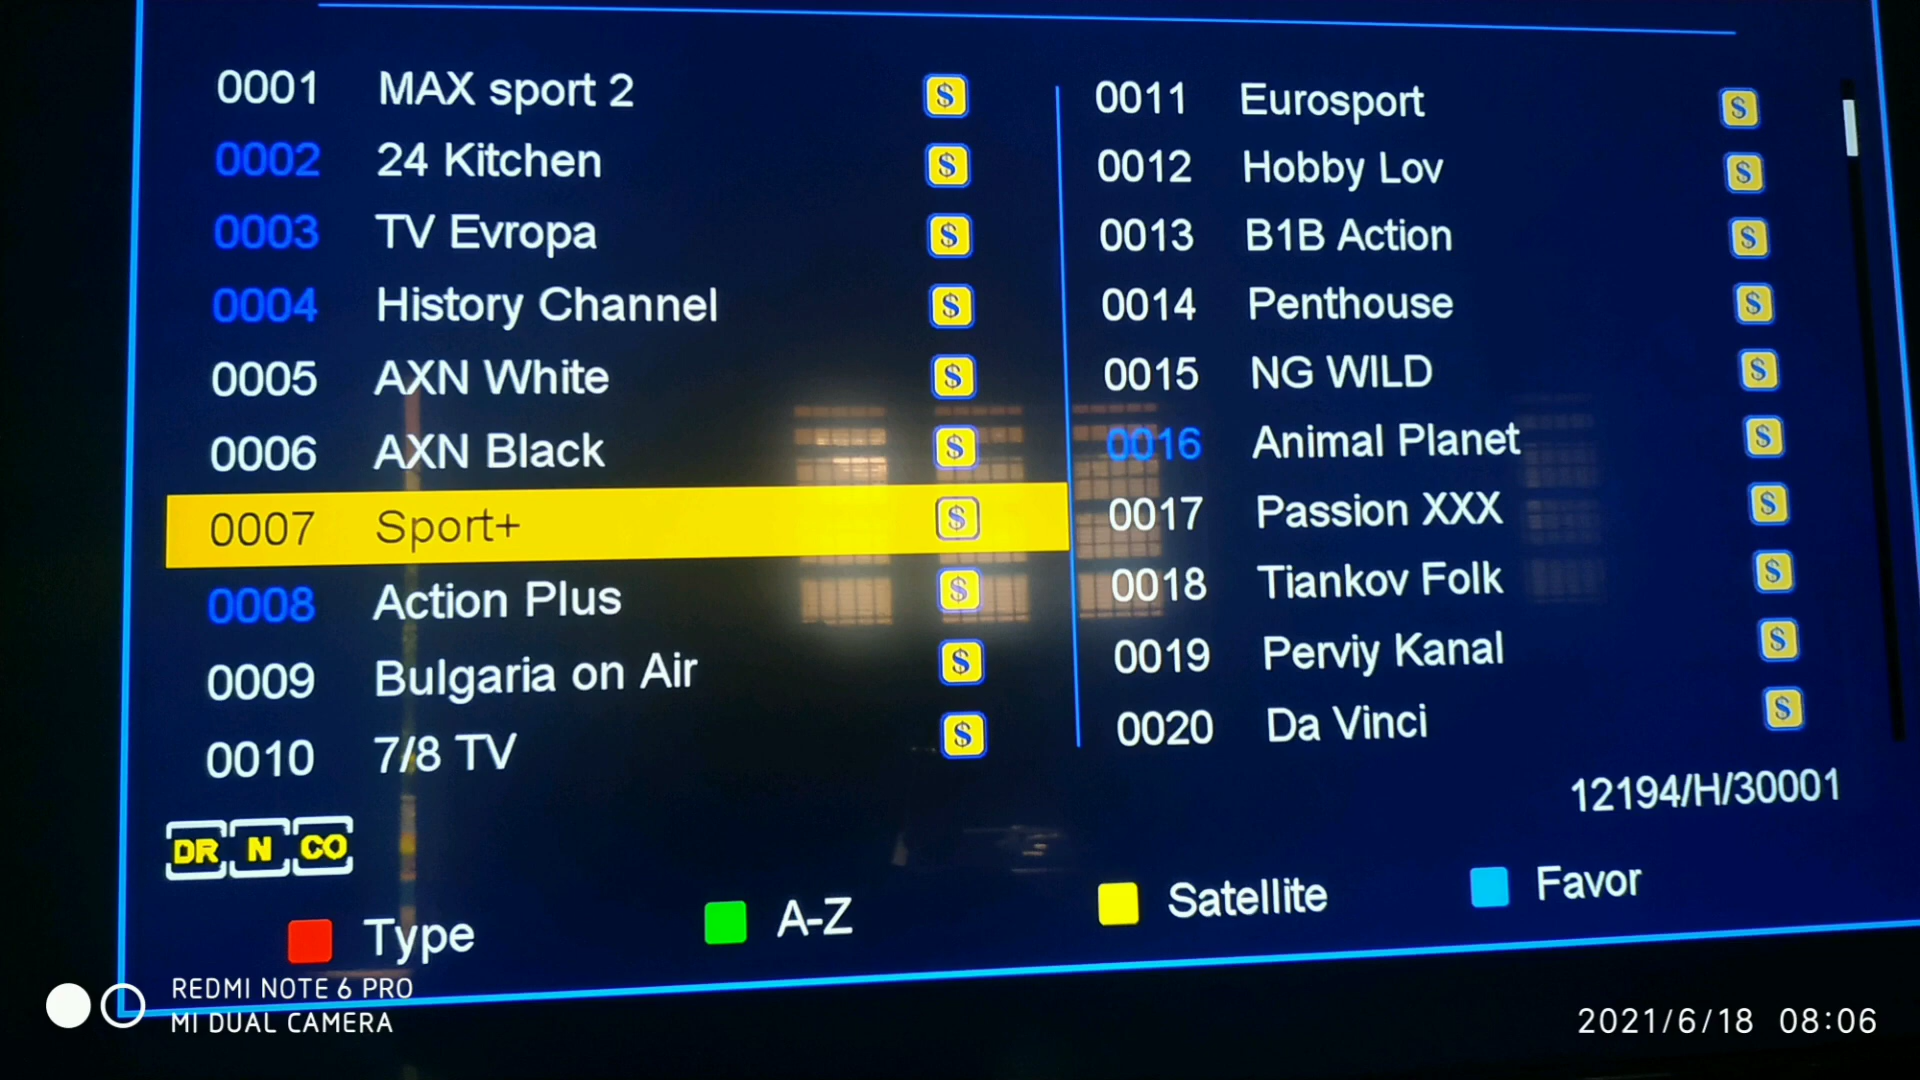 0001 MAX sport 2 $
0002 24 Kitchen $
0003 TV Evropa $
0004 History Channel $
0005 AXN White $
0006 AXN Black $
0007 Sport+ $
0008 Action Plus $
0009 Bulgaria on Air $
0010 7/8 TV $
0011 Eurosport $
0012 Hobby Lov $
0013 B1B Action $
0014 Penthouse $
0015 NG WILD $
0016 Animal Planet $
0017 Passion XXX $
0018 Tiankov Folk $
0019 Perviy Kanal $
0020 Da Vinci $
12194/H/30001
DR N CO
Type A-Z Satellite Favor
REDMI NOTE 6 PRO
MI DUAL CAMERA
2021/6/18 08:06